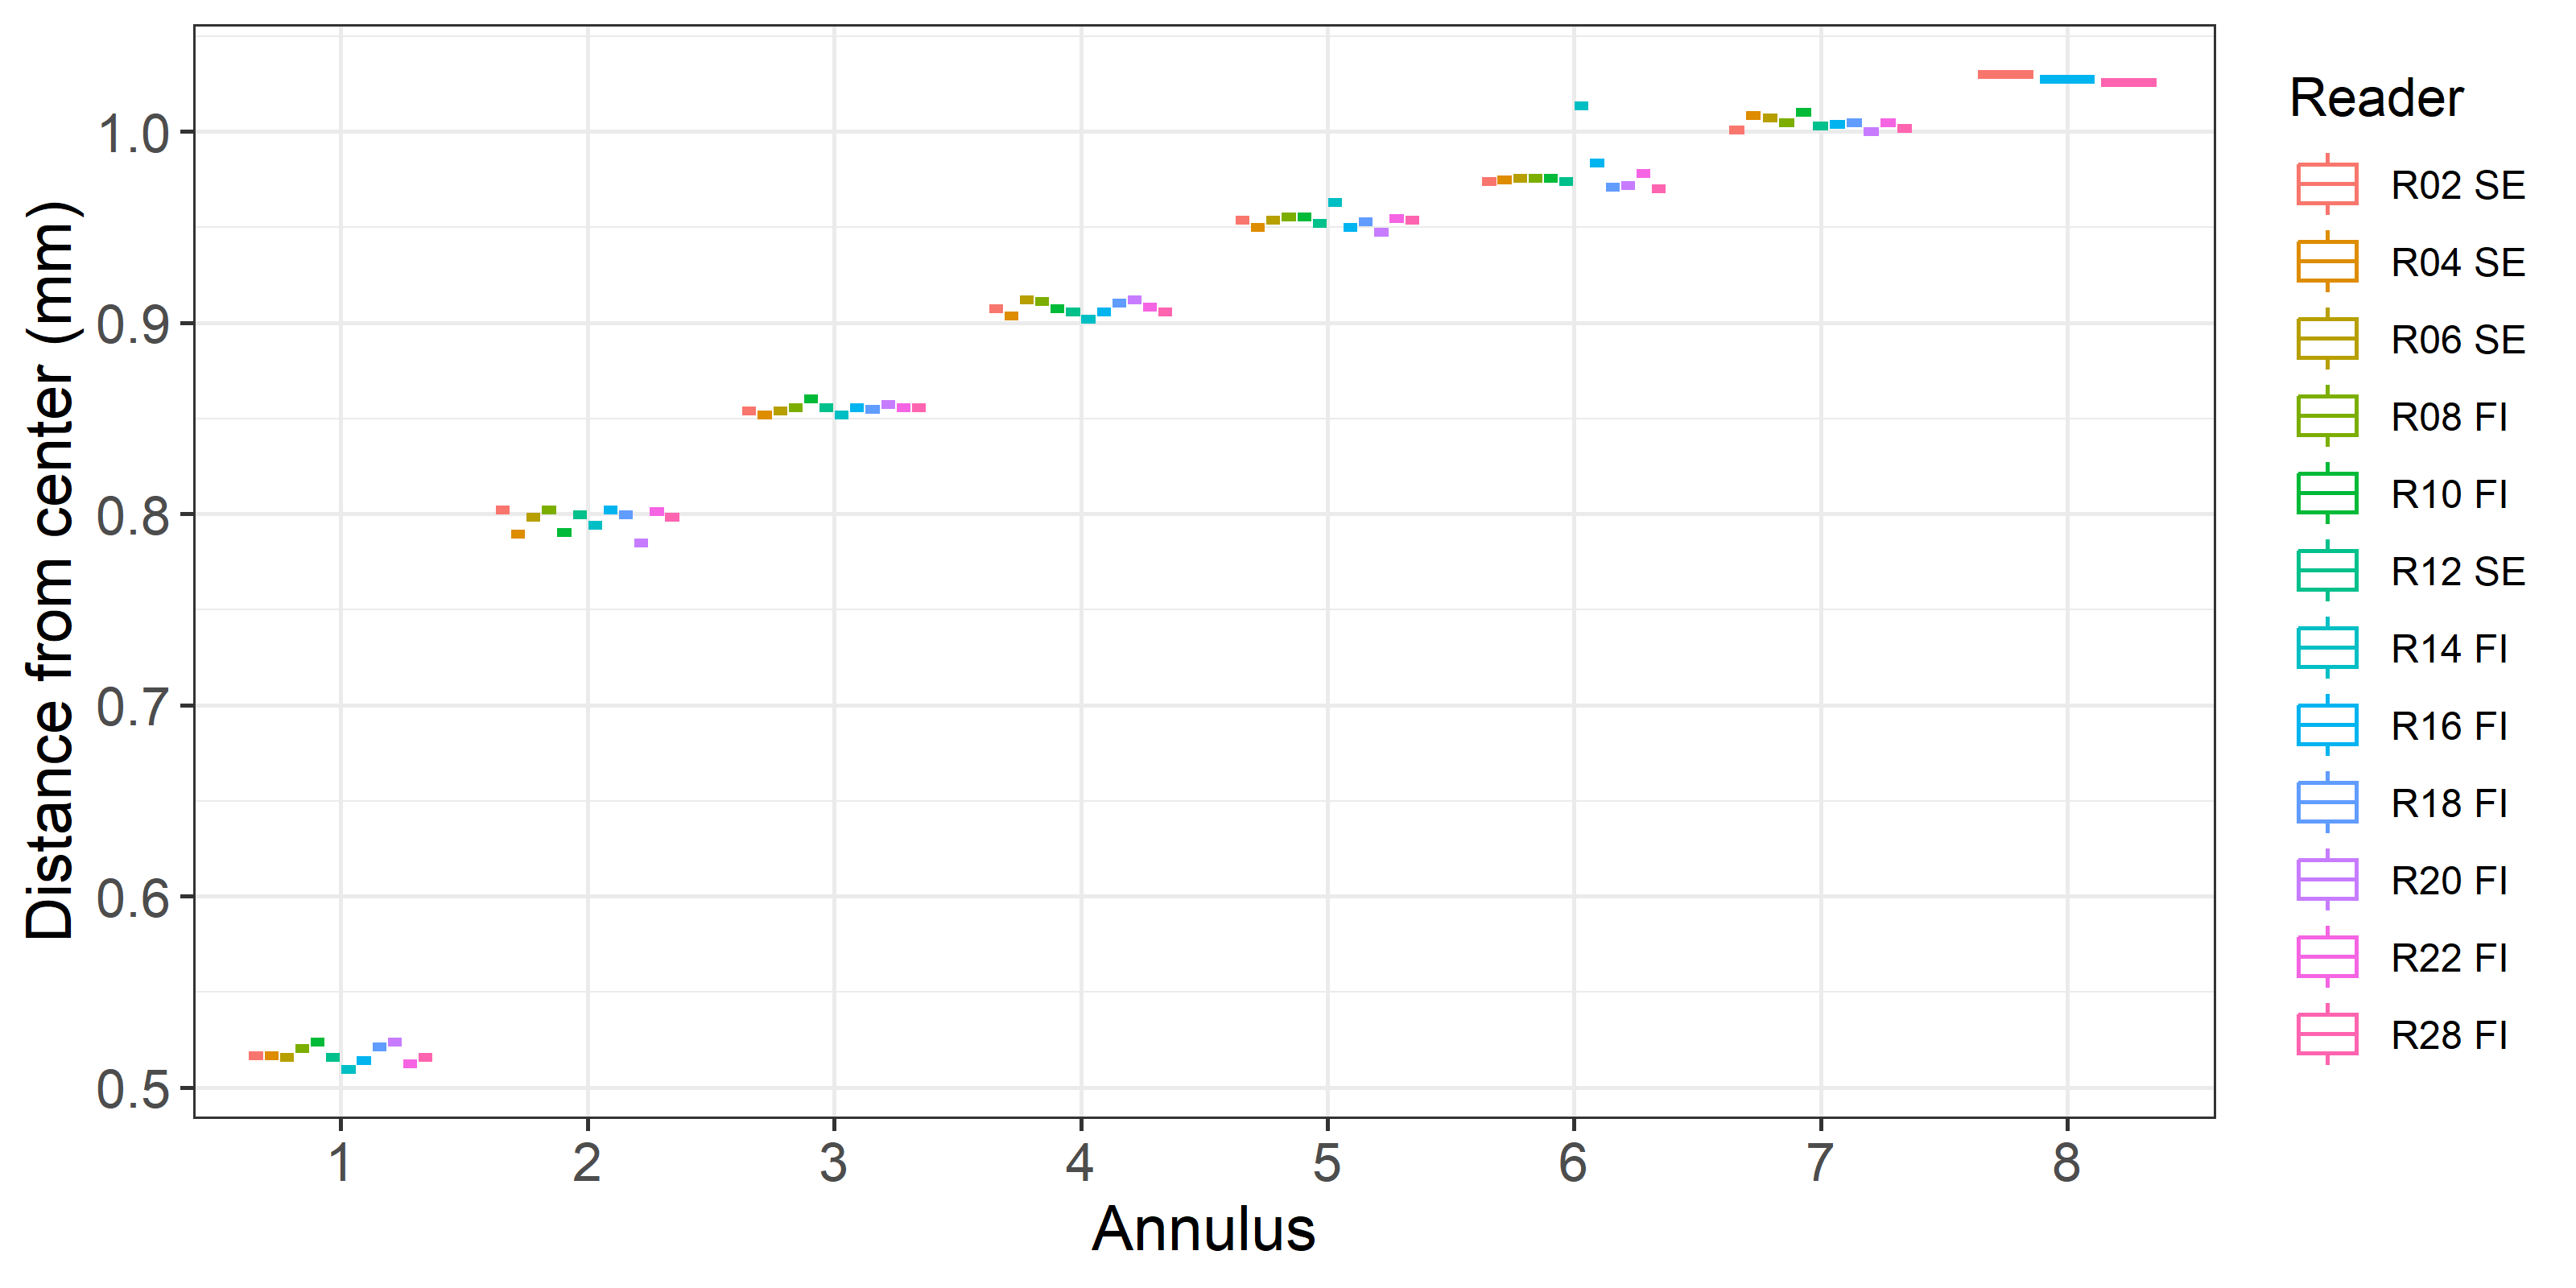 Distance from center (mm)
1.0
0.9
0.8
0.7
0.6
0.5
1 2 3 4 5 6 7 8
Annulus
Reader
R02 SE
R04 SE
R06 SE
R08 FI
R10 FI
R12 SE
R14 FI
R16 FI
R18 FI
R20 FI
R22 FI
R28 FI